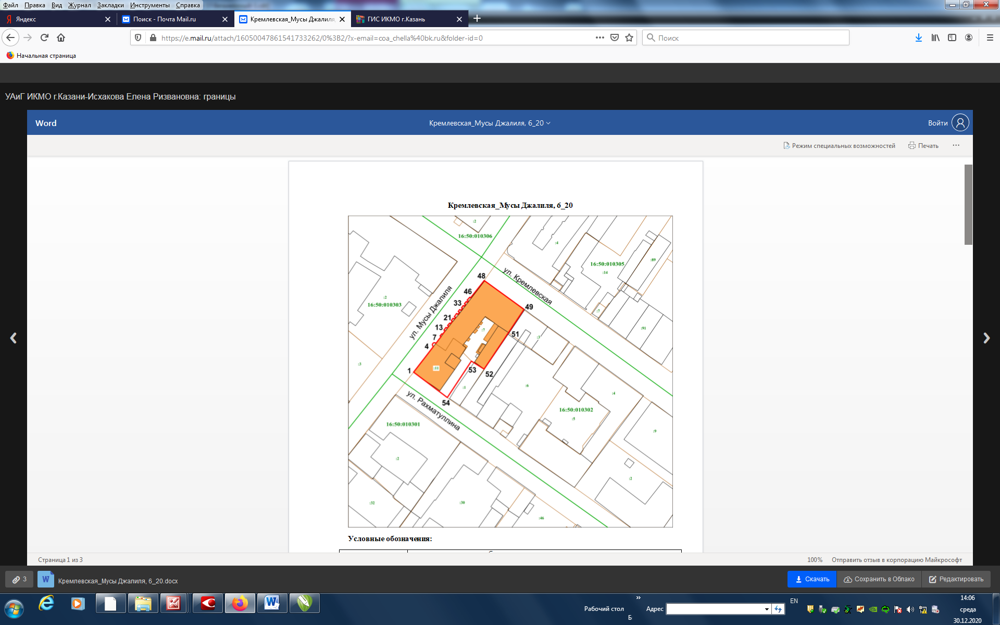 Файл Правка Вид Журнал Закладки Инструменты Справка
Яндекс
Поиск - Почта Mail.ru
Кремлевская_Мусы Джалиля,
ГИС ИКМО г.Казань
https://e.mail.ru/attach/16050047861541733262/0%3B2/?x-email=coa_chella%40bk.ru&folder-id=0
Поиск
Начальная страница
УАиГ ИКМО г.Казани-Исхакова Елена Ризвановна: границы
Word
Кремлевская_Мусы Джалиля, 6_20
Войти
Режим специальных возможностей
Печать
Кремлевская_Мусы Джалиля, 6_20
:2
16:50:010306
:4
:89
16:50:010305
:14
48
ул. Кремлевская
46
ул. Мусы Джалиля
:2
16:50:010303
33
49
:7
21
13
:7
:91
51
7
:3
4
:3
1
:11
53
52
:1
:6
:4
54
ул. Рахматуллина
16:50:010302
:5
16:50:010301
:9
:2
:2
:32
:30
:46
Условные обозначения:
Страница 1 из 3
100%
Отправить отзыв в корпорацию Майкрософт
3
W
Кремлевская_Мусы Джалиля, 6_20.docx
Скачать
Сохранить в Облако
Редактировать
Рабочий стол
»
Б
Адрес
EN
14:06
среда
30.12.2020